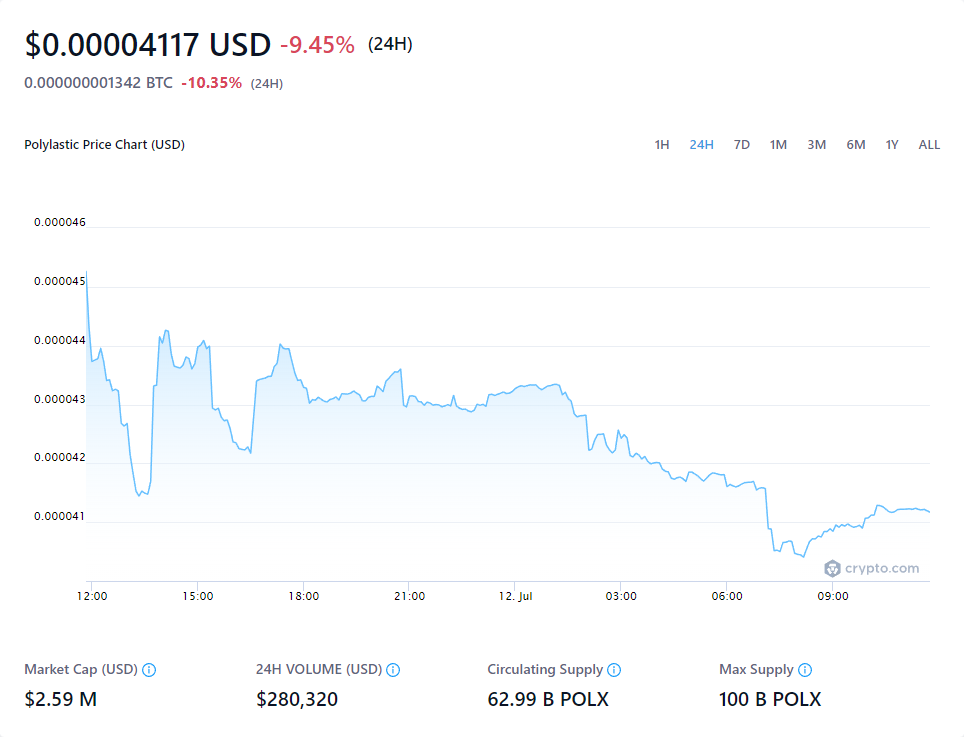 $0.00004117 USD -9.45% (24H)
0.000000001342 BTC -10.35% (24H)
Polylastic Price Chart (USD) 1H 24H 7D 1M 3M 6M 1Y ALL
0.000046
0.000045
0.000044
0.000043
0.000042
0.000041
crypto.com
12:00 15:00 18:00 21:00 12. Jul 03:00 06:00 09:00
Market Cap (USD) 24H VOLUME (USD) Circulating Supply Max Supply
$2.59 M $280,320 62.99 B POLX 100 B POLX